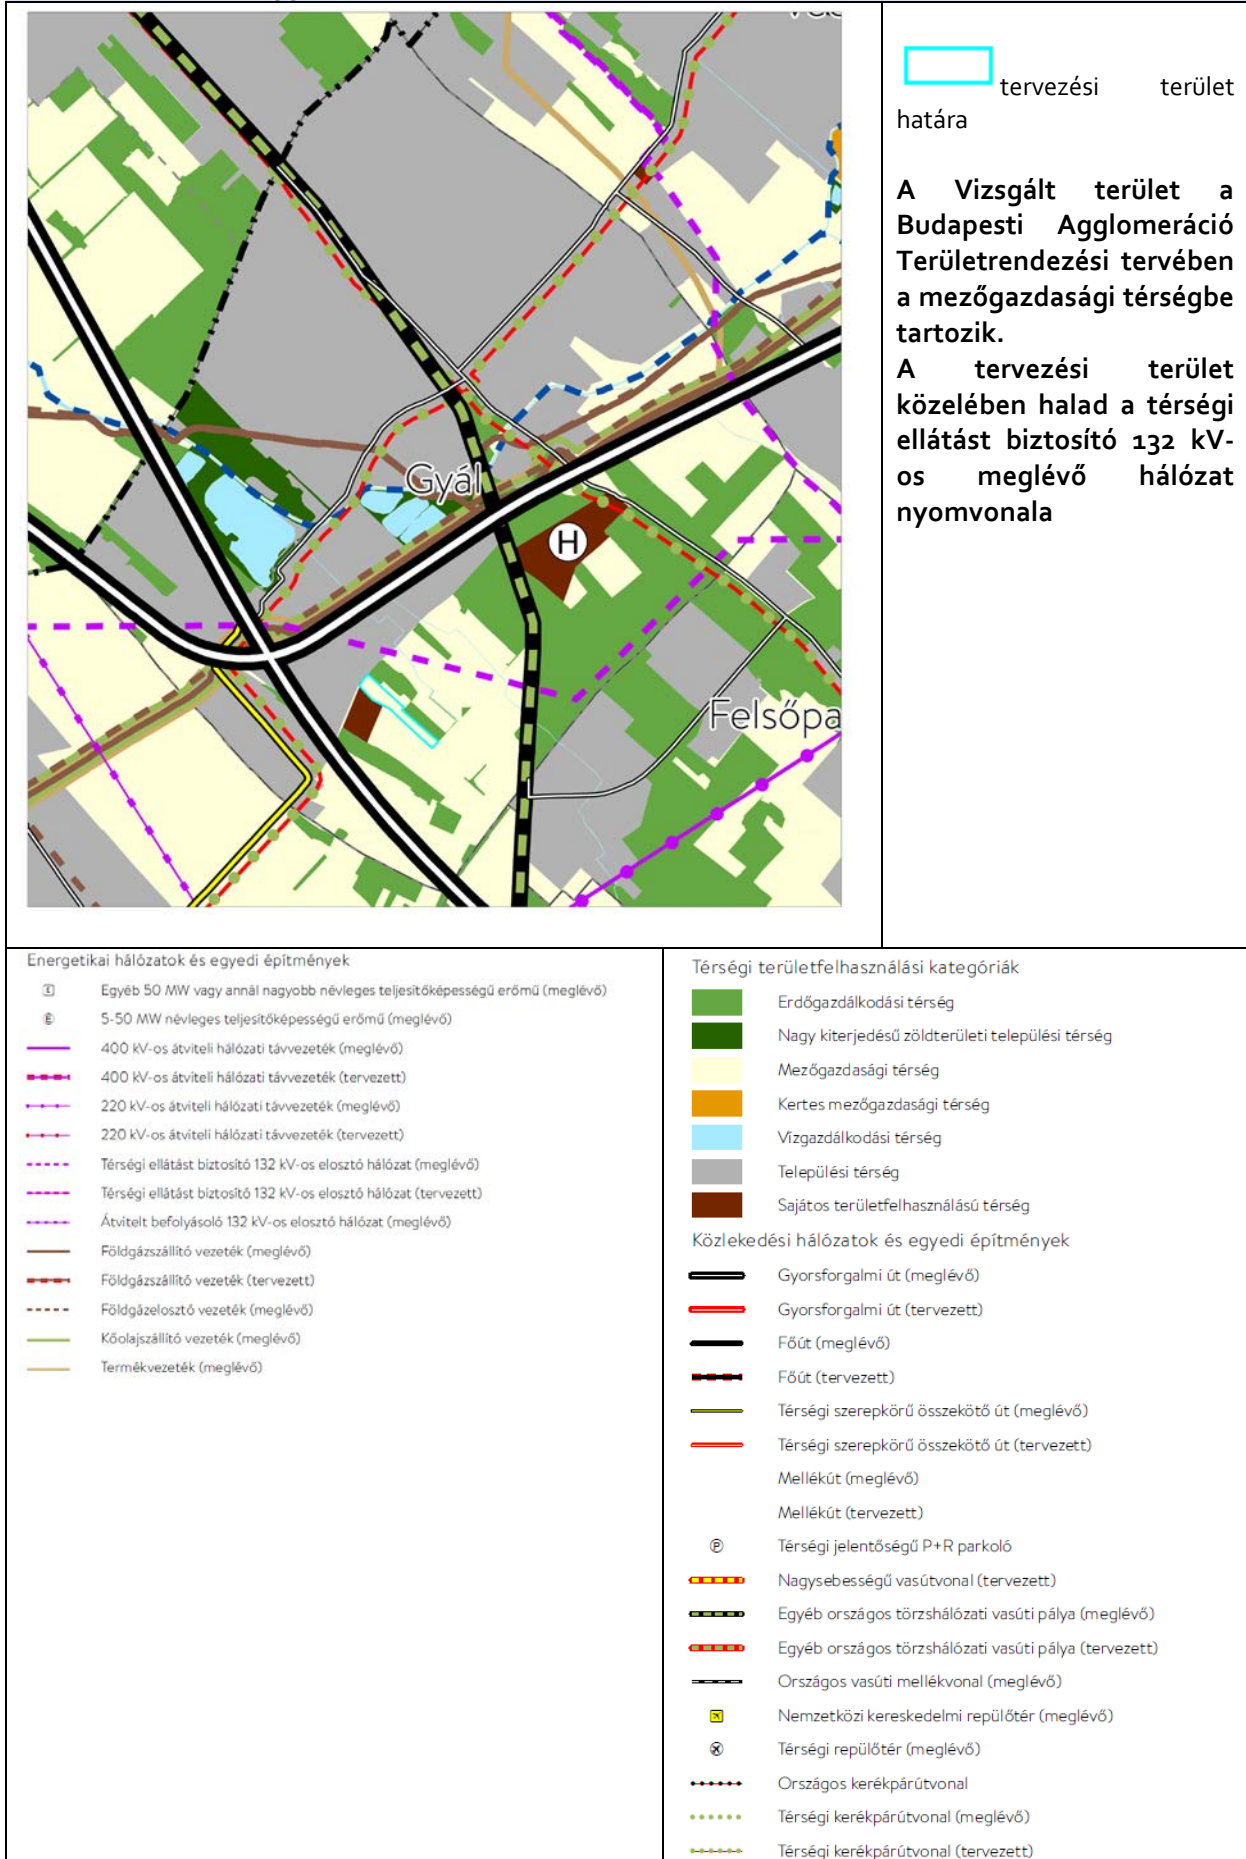 Gyál
H
Felsőpa
tervezési terület
határa
A Vizsgált terület a
Budapesti Agglomeráció
Területrendezési tervében
a mezőgazdasági térségbe
tartozik.
A tervezési terület
közelében halad a térségi
ellátást biztosító 132 kV-
os meglévő hálózat
nyomvonala
Energetikai hálózatok és egyedi építmények
Egyéb 50 MW vagy annál nagyobb névleges teljesítőképességű erőmű (meglévő)
5-50 MW névleges teljesítőképességű erőmű (meglévő)
400 kV-os átviteli hálózati távvezeték (meglévő)
400 kV-os átviteli hálózati távvezeték (tervezett)
220 kV-os átviteli hálózati távvezeték (meglévő)
220 kV-os átviteli hálózati távvezeték (tervezett)
Térségi ellátást biztosító 132 kV-os elosztó hálózat (meglévő)
Térségi ellátást biztosító 132 kV-os elosztó hálózat (tervezett)
Átvitelt befolyásoló 132 kV-os elosztó hálózat (meglévő)
Földgázszállító vezeték (meglévő)
Földgázszállító vezeték (tervezett)
Földgázelosztó vezeték (meglévő)
Kőolajszállító vezeték (meglévő)
Termékvezeték (meglévő)
Térségi területfelhasználási kategóriák
Erdőgazdálkodási térség
Nagy kiterjedésű zöldterületi települési térség
Mezőgazdasági térség
Kertes mezőgazdasági térség
Vízgazdálkodási térség
Települési térség
Sajátos területfelhasználású térség
Közlekedési hálózatok és egyedi építmények
Gyorsforgalmi út (meglévő)
Gyorsforgalmi út (tervezett)
Főút (meglévő)
Főút (tervezett)
Térségi szerepkörű összekötő út (meglévő)
Térségi szerepkörű összekötő út (tervezett)
Mellékút (meglévő)
Mellékút (tervezett)
P Térségi jelentőségű P+R parkoló
Nagysebességű vasútvonal (tervezett)
Egyéb országos törzshálózati vasúti pálya (meglévő)
Egyéb országos törzshálózati vasúti pálya (tervezett)
Országos vasúti mellékvonal (meglévő)
Nemzetközi kereskedelmi repülőtér (meglévő)
Térségi repülőtér (meglévő)
Országos kerékpárútvonal
Térségi kerékpárútvonal (meglévő)
Térségi kerékpárútvonal (tervezett)